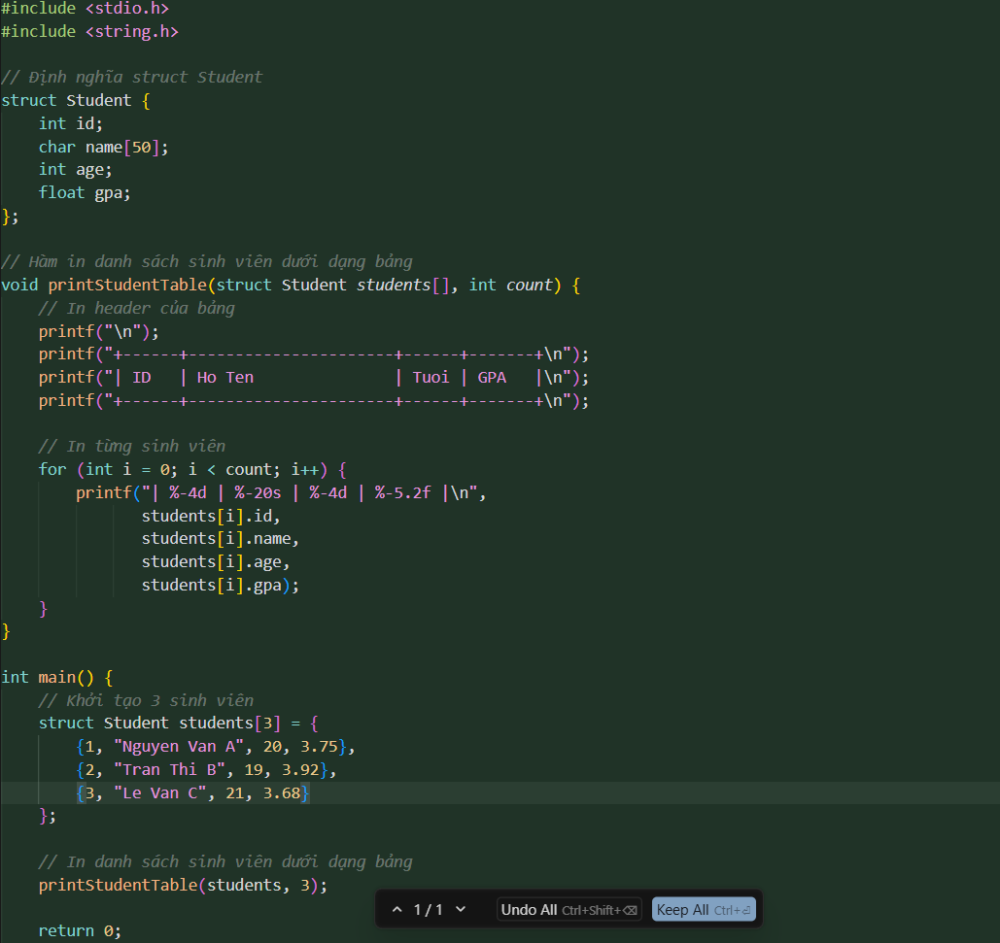 #include <stdio.h>
#include <string.h>
// Định nghĩa struct Student
struct Student {
    int id;
    char name[50];
    int age;
    float gpa;
};
// Hàm in danh sách sinh viên dưới dạng bảng
void printStudentTable(struct Student students[], int count) {
    // In header của bảng
    printf("\n");
    printf("+------+----------------------+------+-------+\n");
    printf("| ID   | Ho Ten               | Tuoi | GPA   |\n");
    printf("+------+----------------------+------+-------+\n");
    // In từng sinh viên
    for (int i = 0; i < count; i++) {
        printf("| %-4d | %-20s | %-4d | %-5.2f |\n",
               students[i].id,
               students[i].name,
               students[i].age,
               students[i].gpa);
    }
}
int main() {
    // Khởi tạo 3 sinh viên
    struct Student students[3] = {
        {1, "Nguyen Van A", 20, 3.75},
        {2, "Tran Thi B", 19, 3.92},
        {3, "Le Van C", 21, 3.68}
    };
    // In danh sách sinh viên dưới dạng bảng
    printStudentTable(students, 3);
1 / 1 Undo All Ctrl+Shift+⌫ Keep All Ctrl+⏎
    return 0;